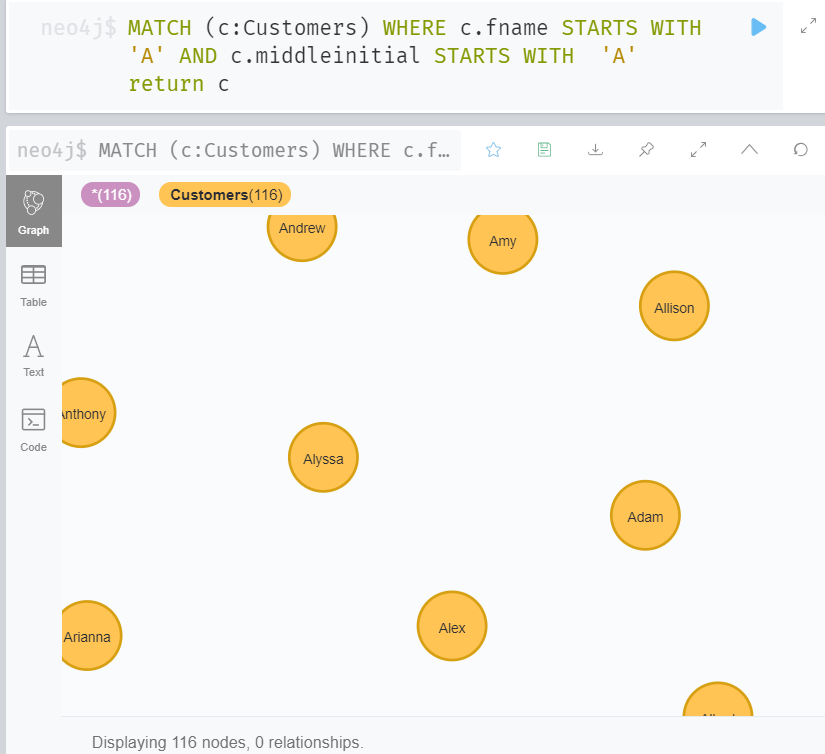 neo4j$ MATCH (c:Customers) WHERE c.fname STARTS WITH
'A' AND c.middleinitial STARTS WITH  'A'
return c
neo4j$ MATCH (c:Customers) WHERE c.f…
*(116) Customers(116)
Graph
Table
Text
Code
Andrew
Amy
Allison
Anthony
Alyssa
Adam
Alex
Arianna
Displaying 116 nodes, 0 relationships.